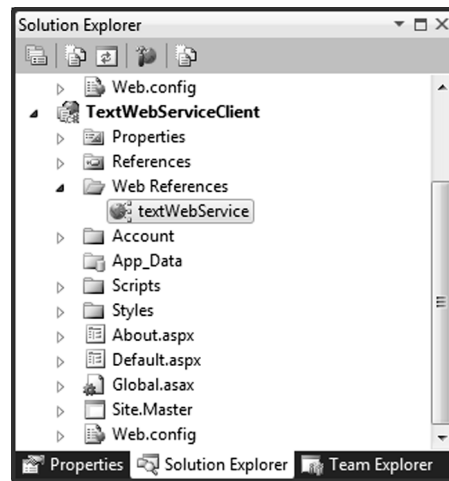 Solution Explorer
Web.config
TextWebServiceClient
Properties
References
Web References
textWebService
Account
App_Data
Scripts
Styles
About.aspx
Default.aspx
Global.asax
Site.Master
Web.config
Properties Solution Explorer Team Explorer